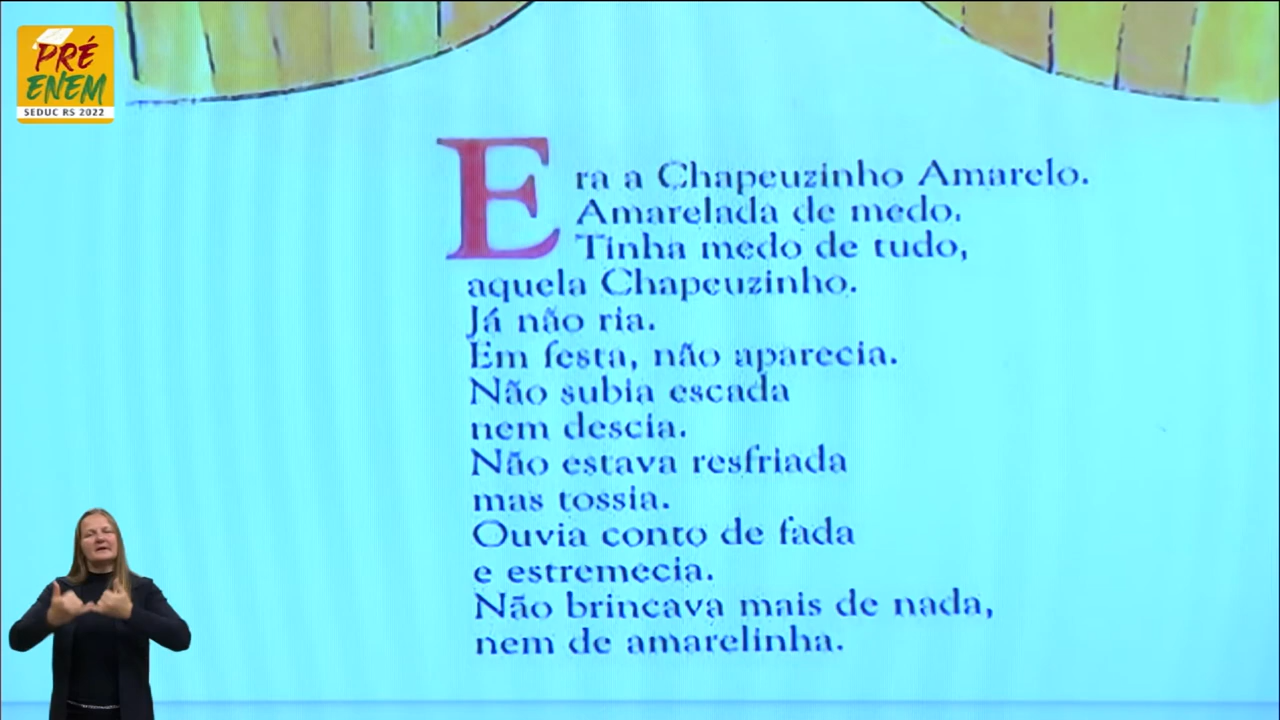 PRÉ
ENEM
SEDUC RS 2022
Era a Chapeuzinho Amarelo.
Amarelada de medo.
Tinha medo de tudo,
aquela Chapeuzinho.
Já não ria.
Em festa, não aparecia.
Não subia escada
nem descia.
Não estava resfriada
mas tossia.
Ouvia conto de fada
e estremecia.
Não brincava mais de nada,
nem de amarelinha.